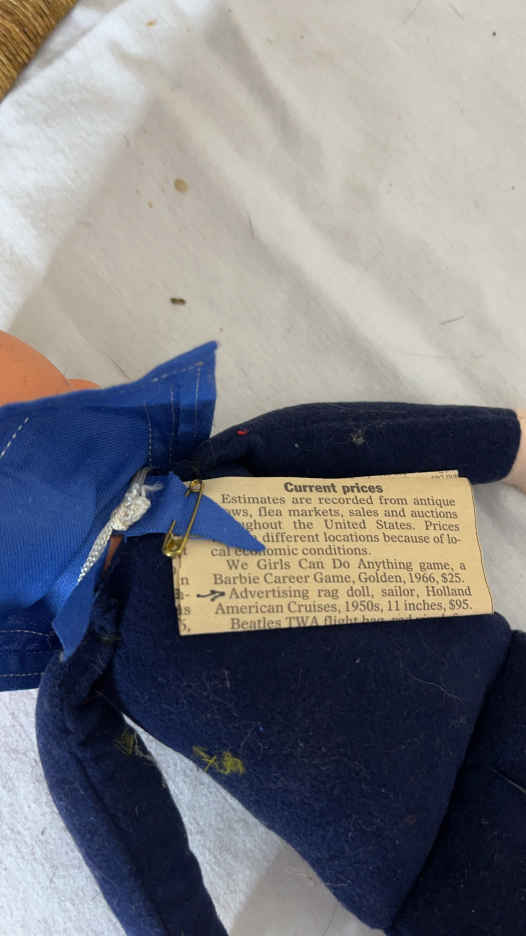 Current prices
Estimates are recorded from antique
ows, flea markets, sales and auctions
ughout the United States. Prices
different locations because of lo-
cal economic conditions.
We Girls Can Do Anything game, a
Barbie Career Game, Golden, 1966, $25.
Advertising rag doll, sailor, Holland
American Cruises, 1950s, 11 inches, $95.
Beatles TWA flight bag,